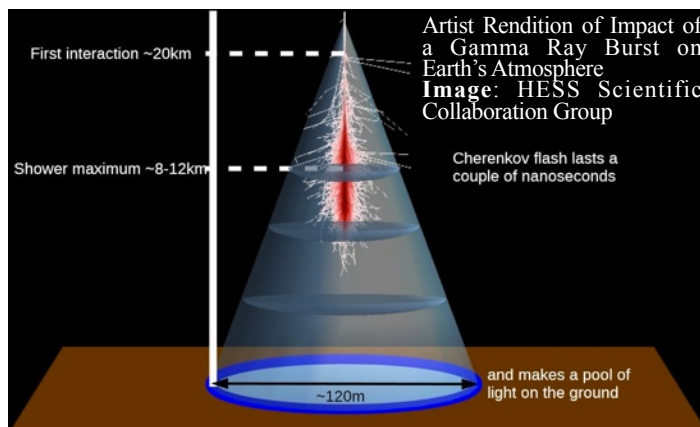 Artist Rendition of Impact of
a Gamma Ray Burst on
Earth's Atmosphere
Image: HESS Scientific
Collaboration Group
First interaction ~20km
Shower maximum ~8-12km
Cherenkov flash lasts a
couple of nanoseconds
and makes a pool of
light on the ground
~120m